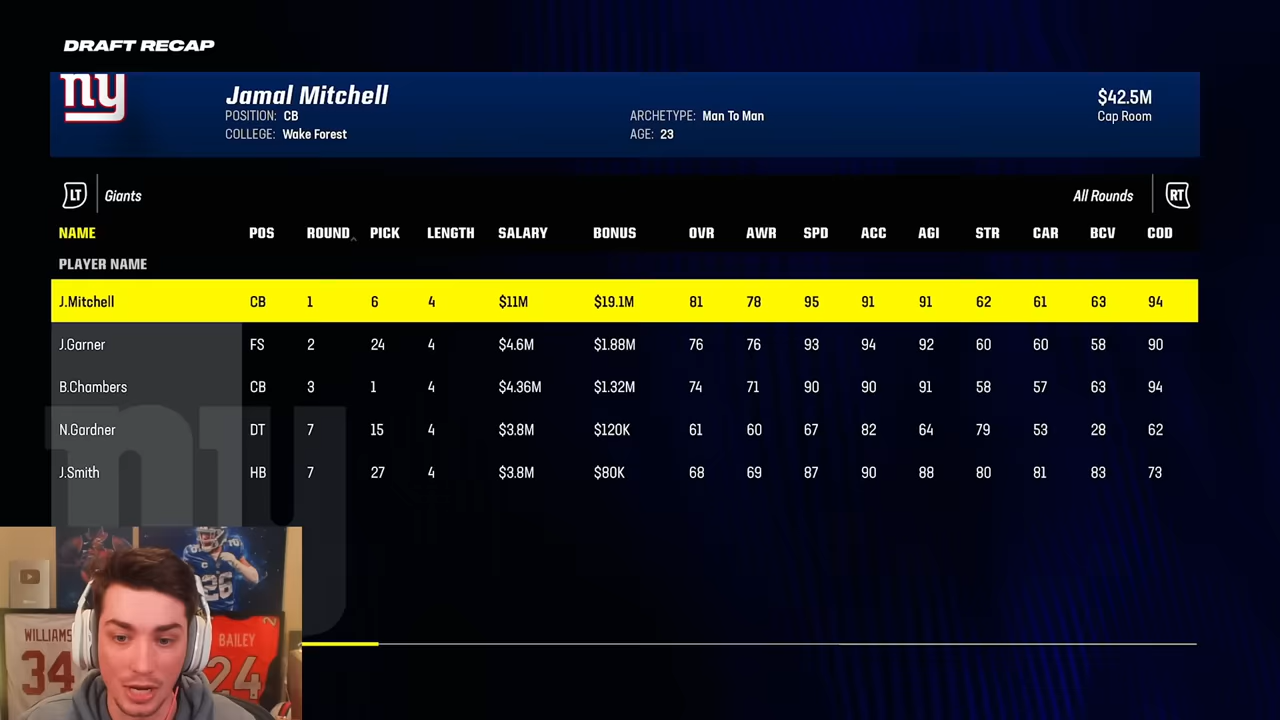 DRAFT RECAP
ny
Jamal Mitchell
POSITION: CB
COLLEGE: Wake Forest
ARCHETYPE: Man To Man
AGE: 23
$42.5M
Cap Room
LT Giants
All Rounds RT
NAME POS ROUND PICK LENGTH SALARY BONUS OVR AWR SPD ACC AGI STR CAR BCV COD
PLAYER NAME
J.Mitchell CB 1 6 4 $11M $19.1M 81 78 95 91 91 62 61 63 94
J.Garner FS 2 24 4 $4.6M $1.88M 76 76 93 94 92 60 60 58 90
B.Chambers CB 3 1 4 $4.36M $1.32M 74 71 90 90 91 58 57 63 94
N.Gardner DT 7 15 4 $3.8M $120K 61 60 67 82 64 79 53 28 62
J.Smith HB 7 27 4 $3.8M $80K 68 69 87 90 88 80 81 83 73
ny
26
WILLIAMS
34
BAILEY
24